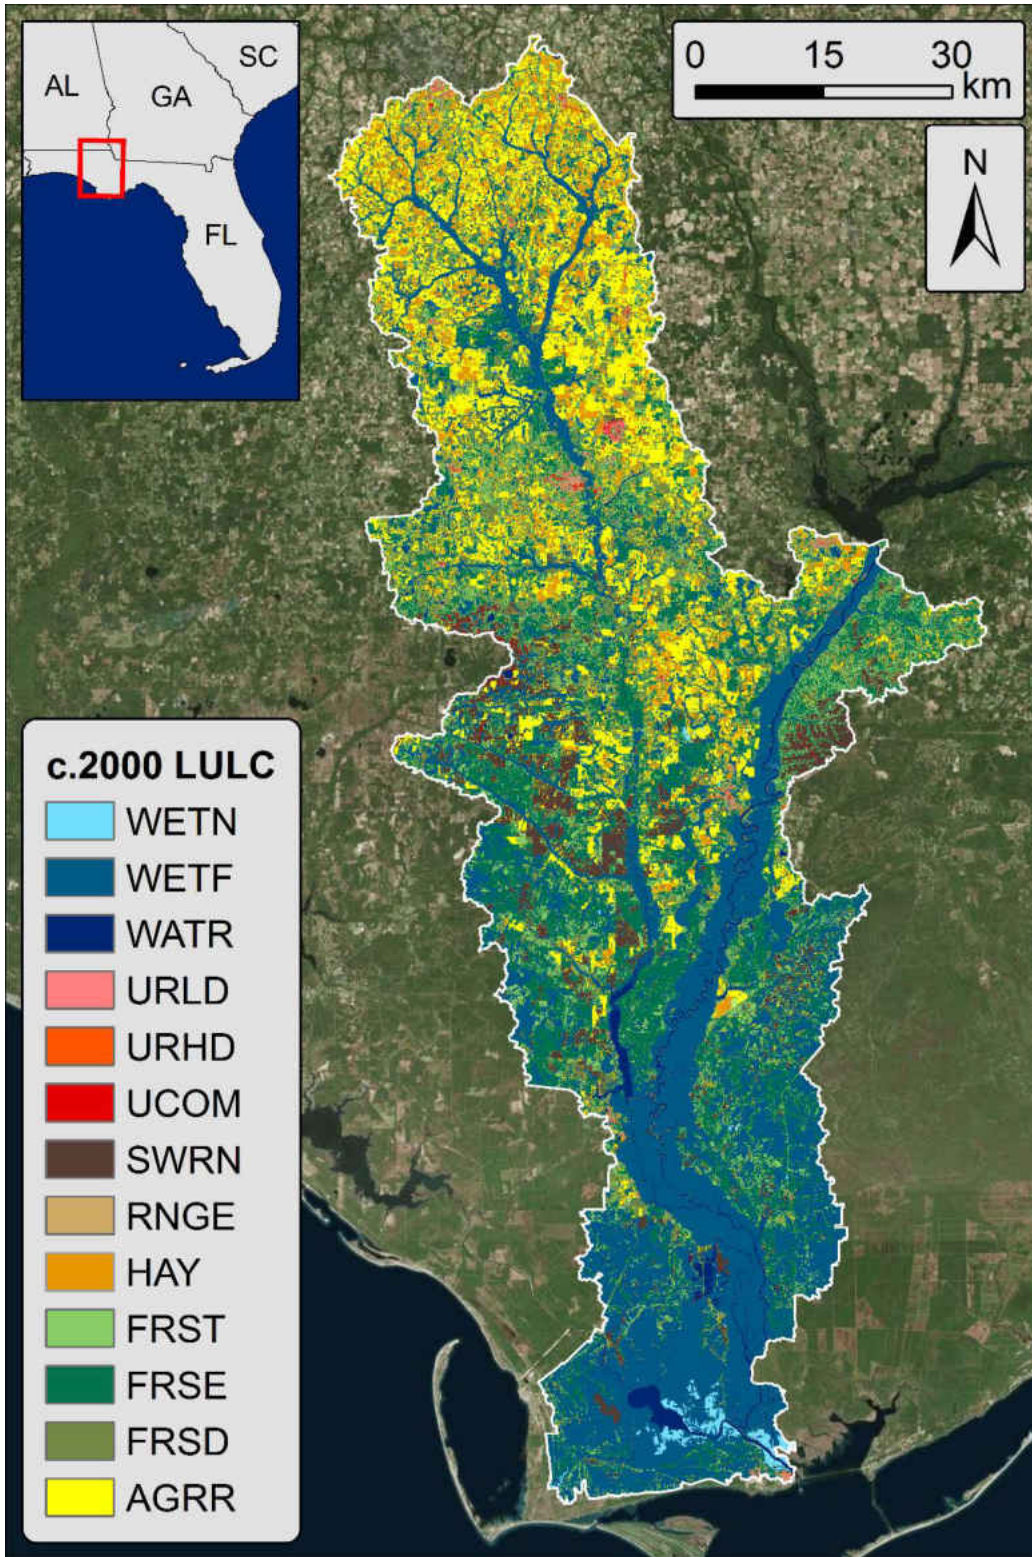 AL
GA
SC
FL
0 15 30
km
N
c.2000 LULC
WETN
WETF
WATR
URLD
URHD
UCOM
SWRN
RNGE
HAY
FRST
FRSE
FRSD
AGRR